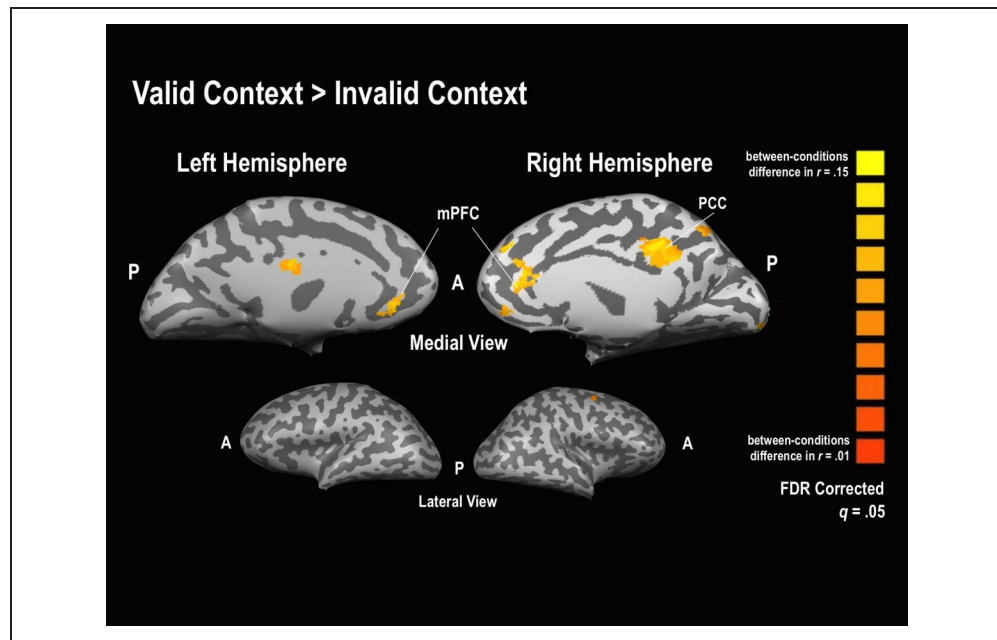 Valid Context > Invalid Context
Left Hemisphere
Right Hemisphere
between-conditions
difference in r = .15
mPFC
PCC
P
A
P
Medial View
A
P
A
Lateral View
between-conditions
difference in r = .01
FDR Corrected
q = .05